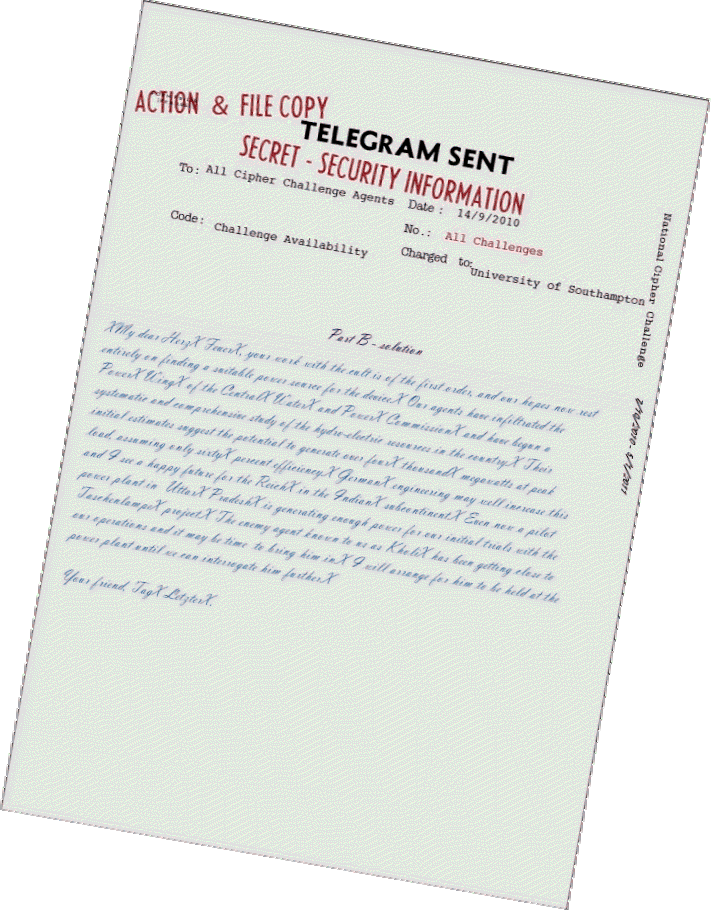 ACTION & FILE COPY
TELEGRAM SENT
SECRET - SECURITY INFORMATION
To: All Cipher Challenge Agents
Date: 14/9/2010
Code: Challenge Availability
No.: All Challenges
Charged to: University of Southampton
National Cipher Challenge
Part B - solution
XMy dear HerzX FeuerX, your work with the cult is of the first order, and our hopes now rest
entirely on finding a suitable power source for the deviceX Our agents have infiltrated the
PowerX WingX of the CentralX WaterX and PowerX CommissionX and have begun a
systematic and comprehensive study of the hydro-electric resources in the countryX Their
initial estimates suggest the potential to generate over fourX thousandX megawatts at peak
load, assuming only sixtyX percent efficiencyX GermanX engineering may well increase this
and I see a happy future for the ReichX in the IndianX subcontinentX Even now a pilot
power plant in UttarX PradeshX is generating enough power for our initial trials with the
TaschenlampeX projectX The enemy agent known to us as KholiX has been getting close to
our operations and it may be time to bring him inX I will arrange for him to be held at the
power plant until we can interrogate him furtherX
Your friend, TagX LetzterX.